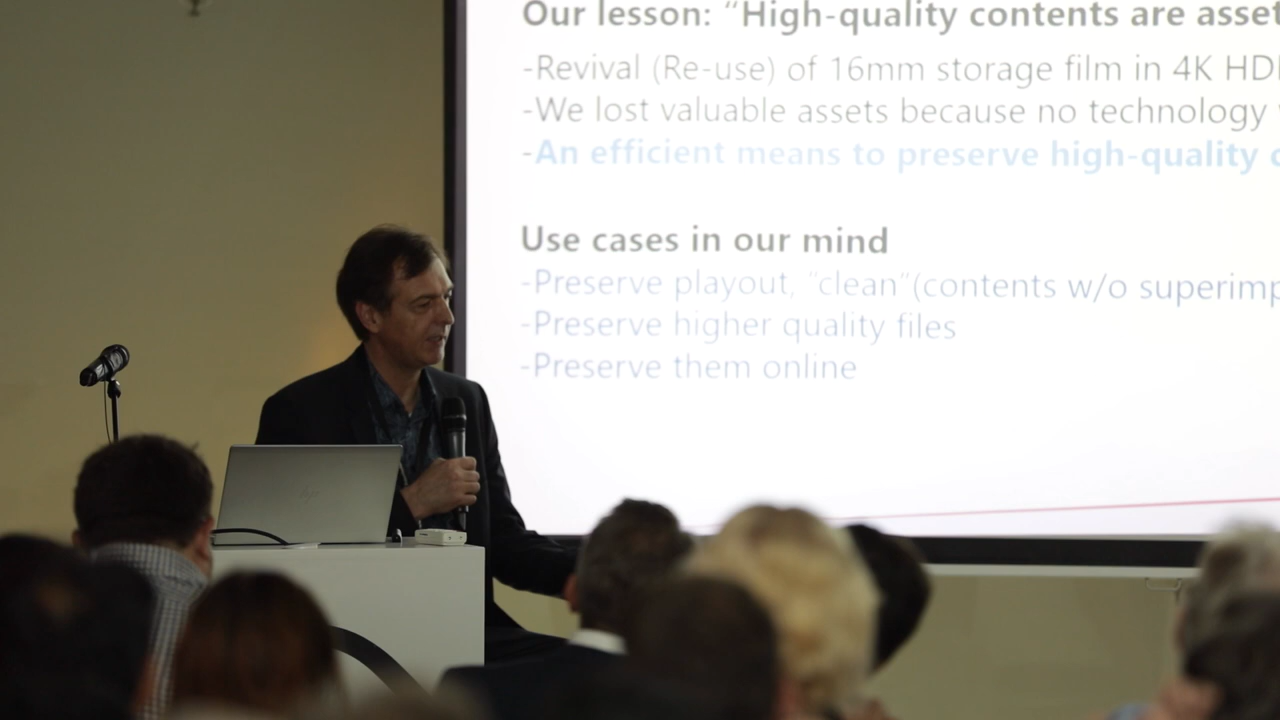 Our lesson: “High-quality contents are asset
-Revival (Re-use) of 16mm storage film in 4K HD
-We lost valuable assets because no technology
-An efficient means to preserve high-quality
Use cases in our mind
-Preserve playout, “clean“(contents w/o superimp
-Preserve higher quality files
-Preserve them online